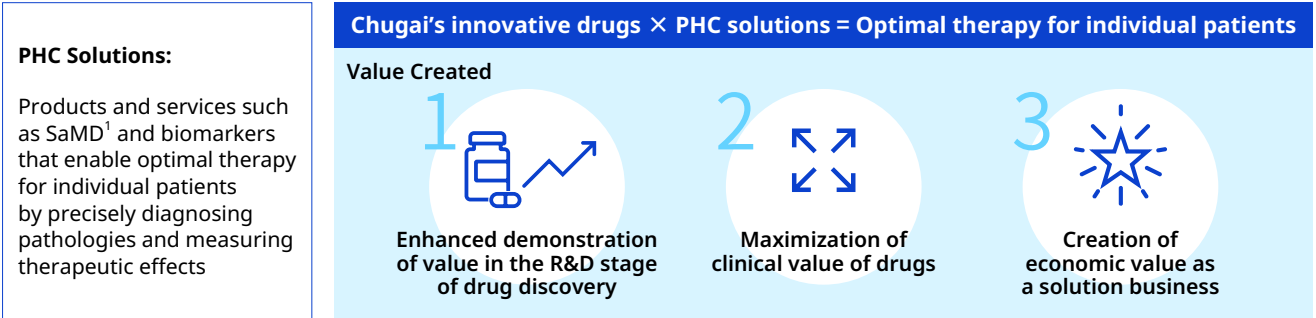 PHC Solutions:
Products and services such
as SaMD¹ and biomarkers
that enable optimal therapy
for individual patients
by precisely diagnosing
pathologies and measuring
therapeutic effects
Chugai’s innovative drugs × PHC solutions = Optimal therapy for individual patients
Value Created
1
Enhanced demonstration
of value in the R&D stage
of drug discovery
2
Maximization of
clinical value of drugs
3
Creation of
economic value as
a solution business